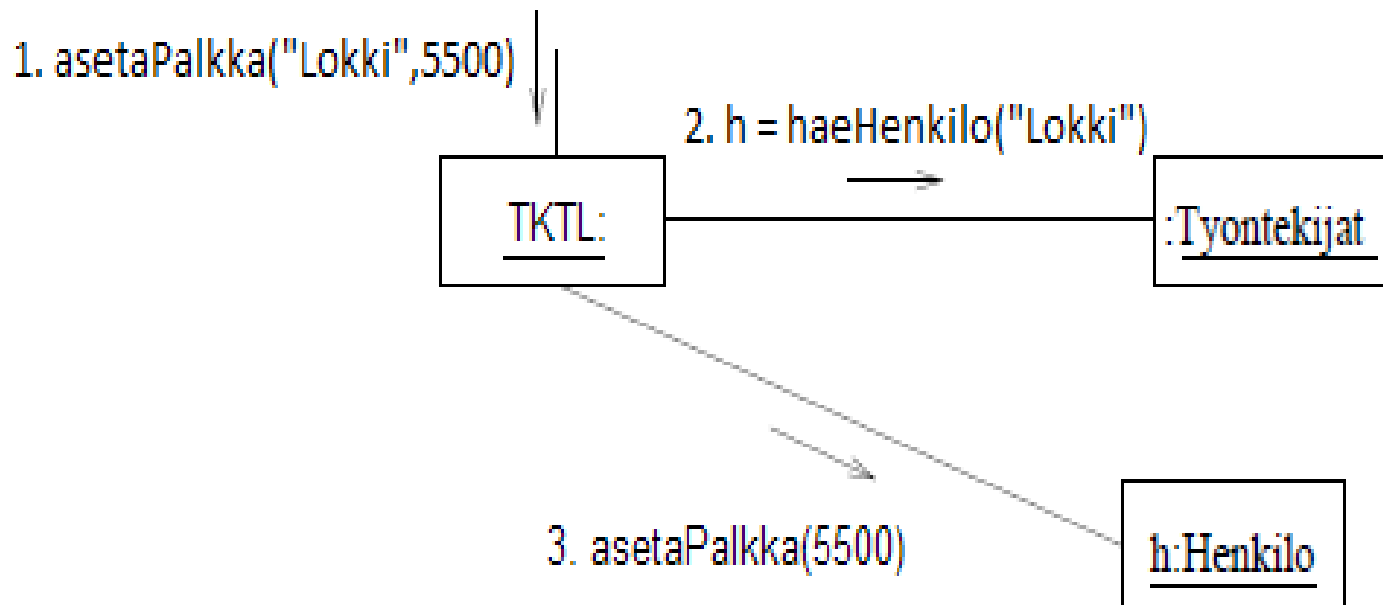 1. asetaPalkka("Lokki",5500)
2. h = haeHenkilo("Lokki")
TKTL:
:Tyontekijat
3. asetaPalkka(5500)
h:Henkilo